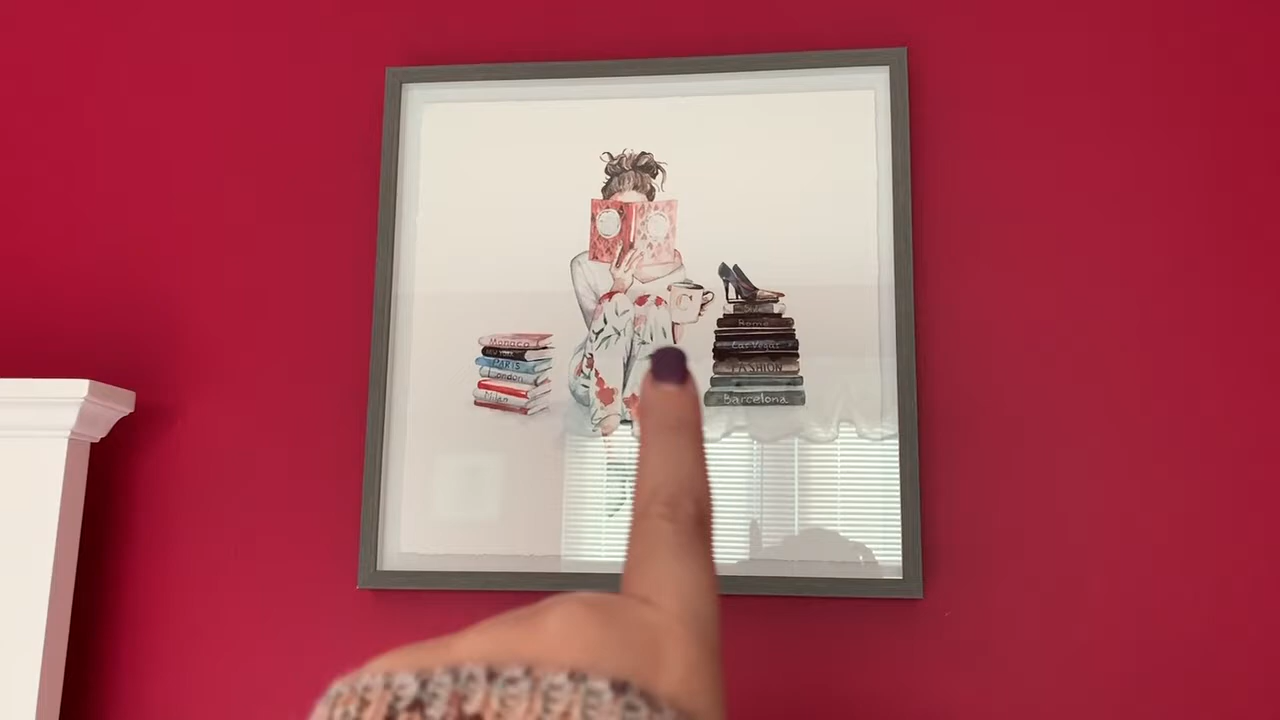 Monaco
NEW YORK
PARIS
London
Milan
Rome
Las Vegas
FASHION
Barcelona